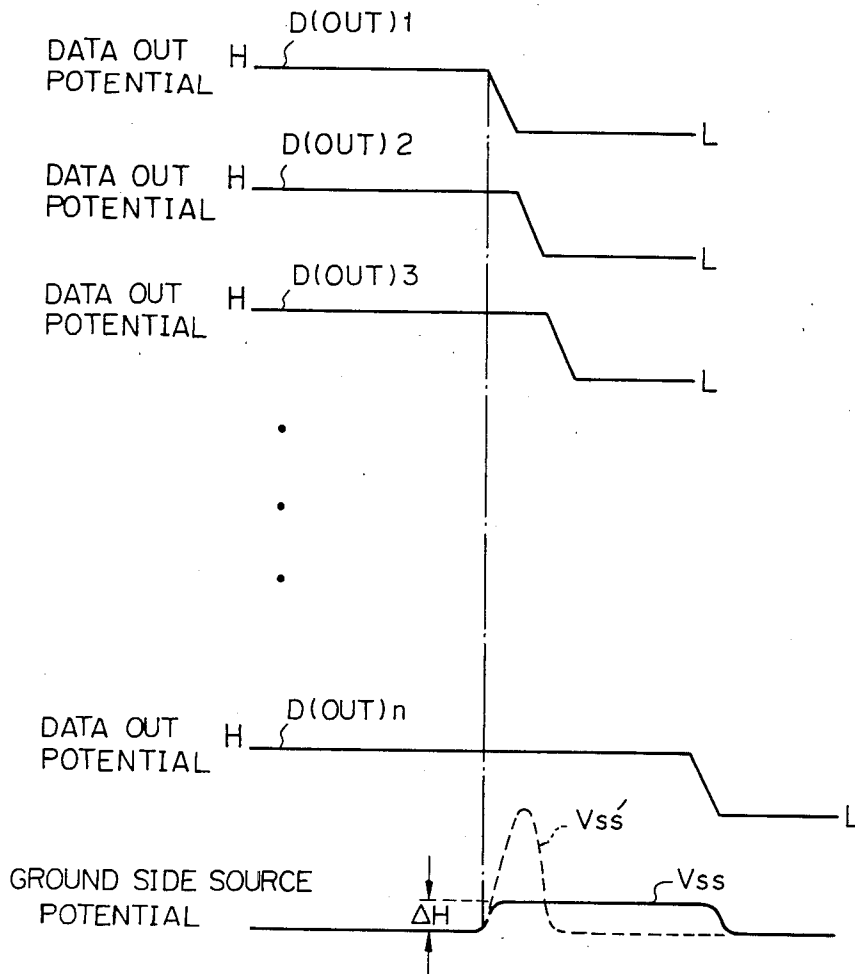 D(OUT)1
DATA OUT H
POTENTIAL
L
D(OUT)2
DATA OUT H
POTENTIAL
L
D(OUT)3
DATA OUT H
POTENTIAL
L
D(OUT)n
DATA OUT H
POTENTIAL
L
Vss'
GROUND SIDE SOURCE
POTENTIAL
ΔH
Vss